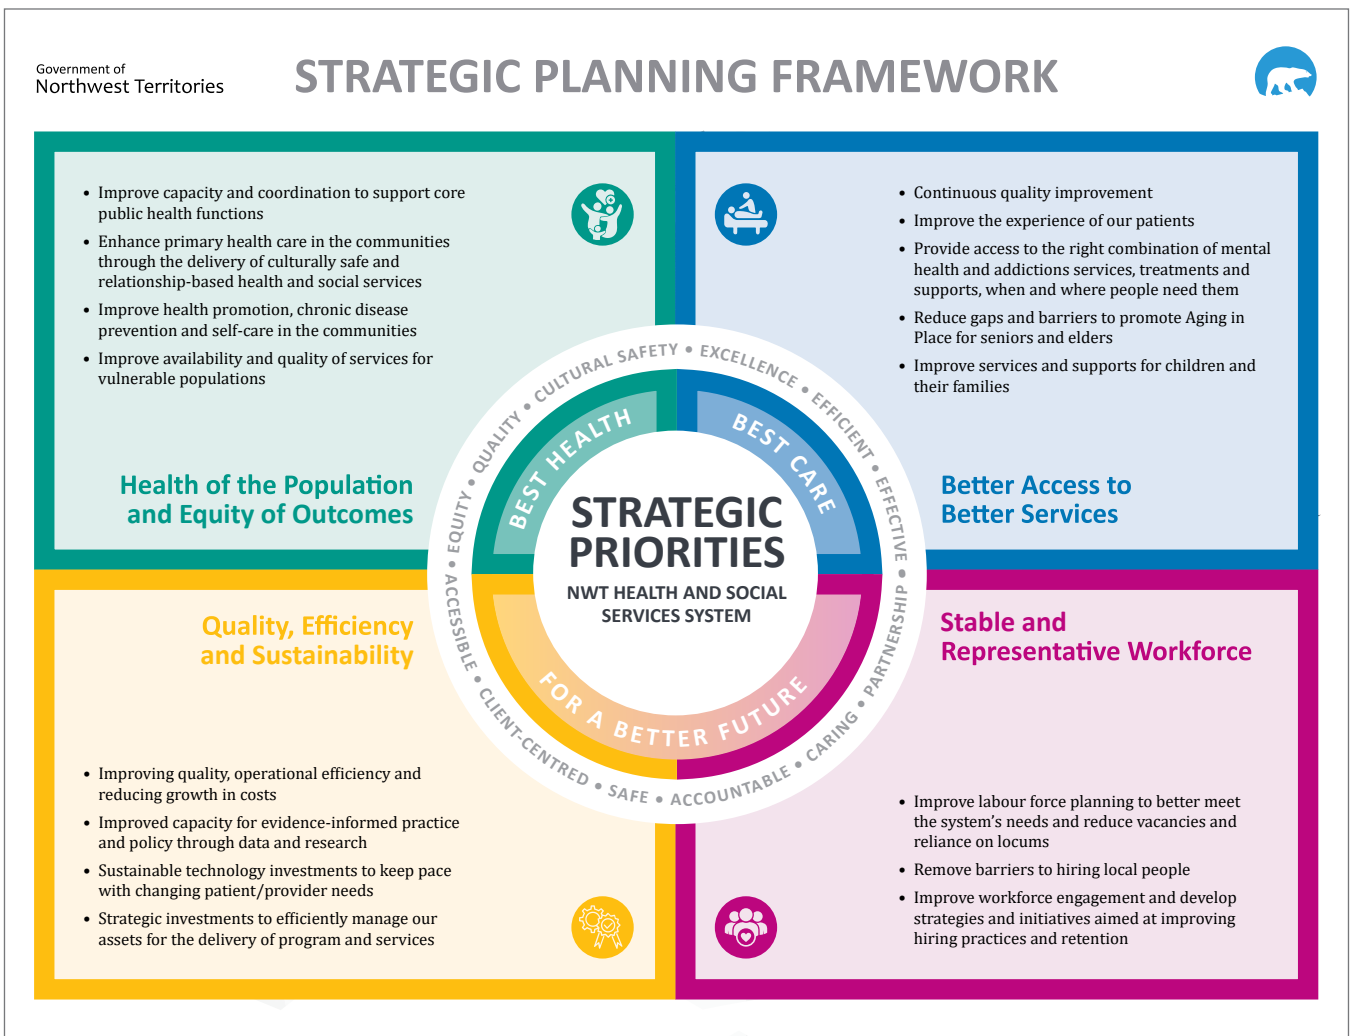 Government of
Northwest Territories
STRATEGIC PLANNING FRAMEWORK
• Improve capacity and coordination to support core
public health functions
• Enhance primary health care in the communities
through the delivery of culturally safe and
relationship-based health and social services
• Improve health promotion, chronic disease
prevention and self-care in the communities
• Improve availability and quality of services for
vulnerable populations
Health of the Population
and Equity of Outcomes
• Continuous quality improvement
• Improve the experience of our patients
• Provide access to the right combination of mental
health and addictions services, treatments and
supports, when and where people need them
• Reduce gaps and barriers to promote Aging in
Place for seniors and elders
• Improve services and supports for children and
their families
Better Access to
Better Services
ACCESSIBLE • EQUITY • QUALITY • CULTURAL SAFETY • EXCELLENCE • EFFICIENT • EFFECTIVE • PARTNERSHIP • CARING • ACCOUNTABLE • SAFE • CLIENT-CENTRED •
BEST HEALTH
BEST CARE
FOR A BETTER FUTURE
STRATEGIC
PRIORITIES
NWT HEALTH AND SOCIAL
SERVICES SYSTEM
Quality, Efficiency
and Sustainability
• Improving quality, operational efficiency and
reducing growth in costs
• Improved capacity for evidence-informed practice
and policy through data and research
• Sustainable technology investments to keep pace
with changing patient/provider needs
• Strategic investments to efficiently manage our
assets for the delivery of program and services
Stable and
Representative Workforce
• Improve labour force planning to better meet
the system's needs and reduce vacancies and
reliance on locums
• Remove barriers to hiring local people
• Improve workforce engagement and develop
strategies and initiatives aimed at improving
hiring practices and retention